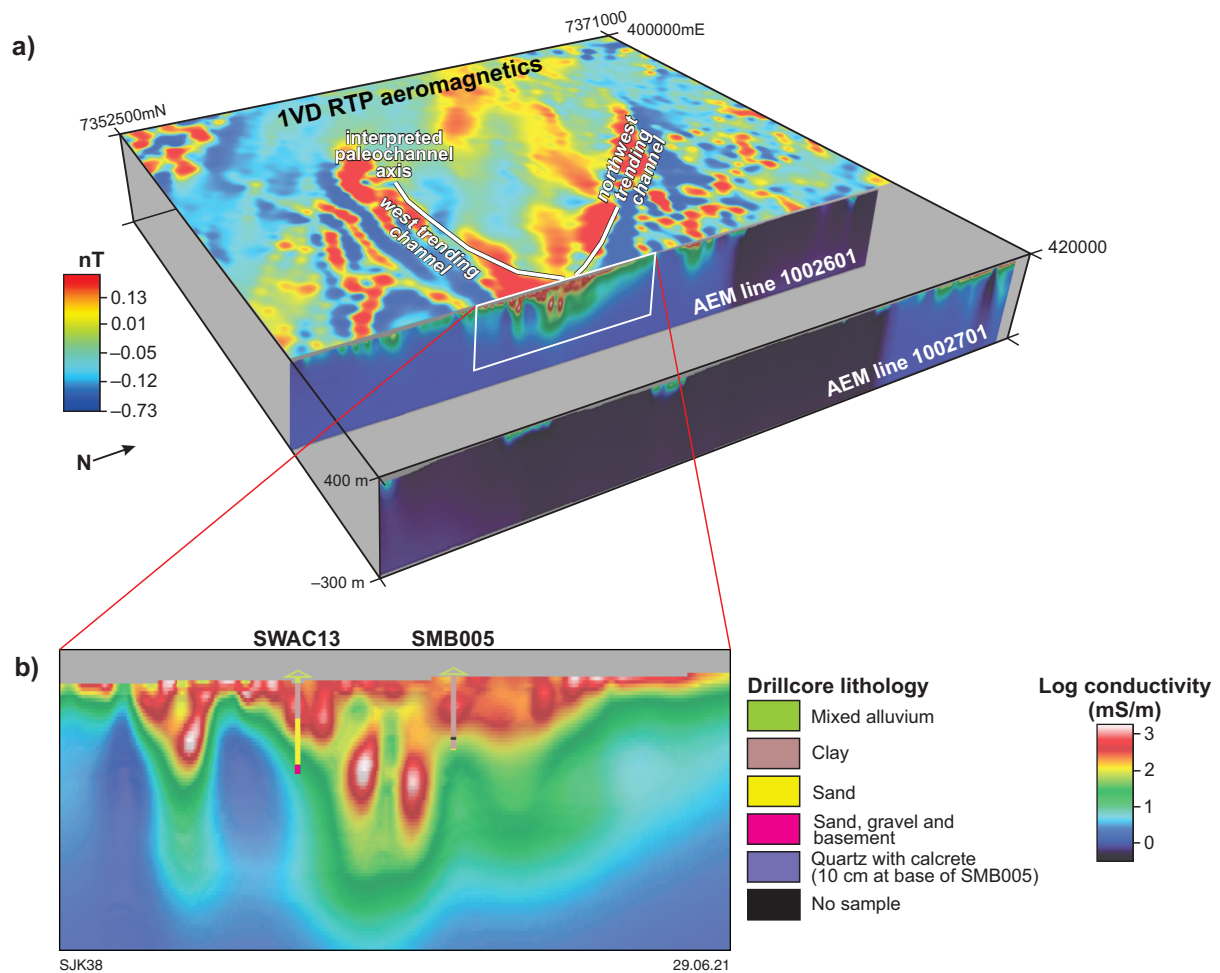 a)
7371000
400000mE
7352500mN
1VD RTP aeromagnetics
interpreted
paleochannel
axis
northwest
trending
channel
west trending
channel
420000
nT
0.13
0.01
–0.05
–0.12
–0.73
N
AEM line 1002601
AEM line 1002701
400 m
–300 m
b)
SWAC13
SMB005
Drillcore lithology
Mixed alluvium
Clay
Sand
Sand, gravel and
basement
Quartz with calcrete
(10 cm at base of SMB005)
No sample
Log conductivity
(mS/m)
3
2
1
0
SJK38
29.06.21